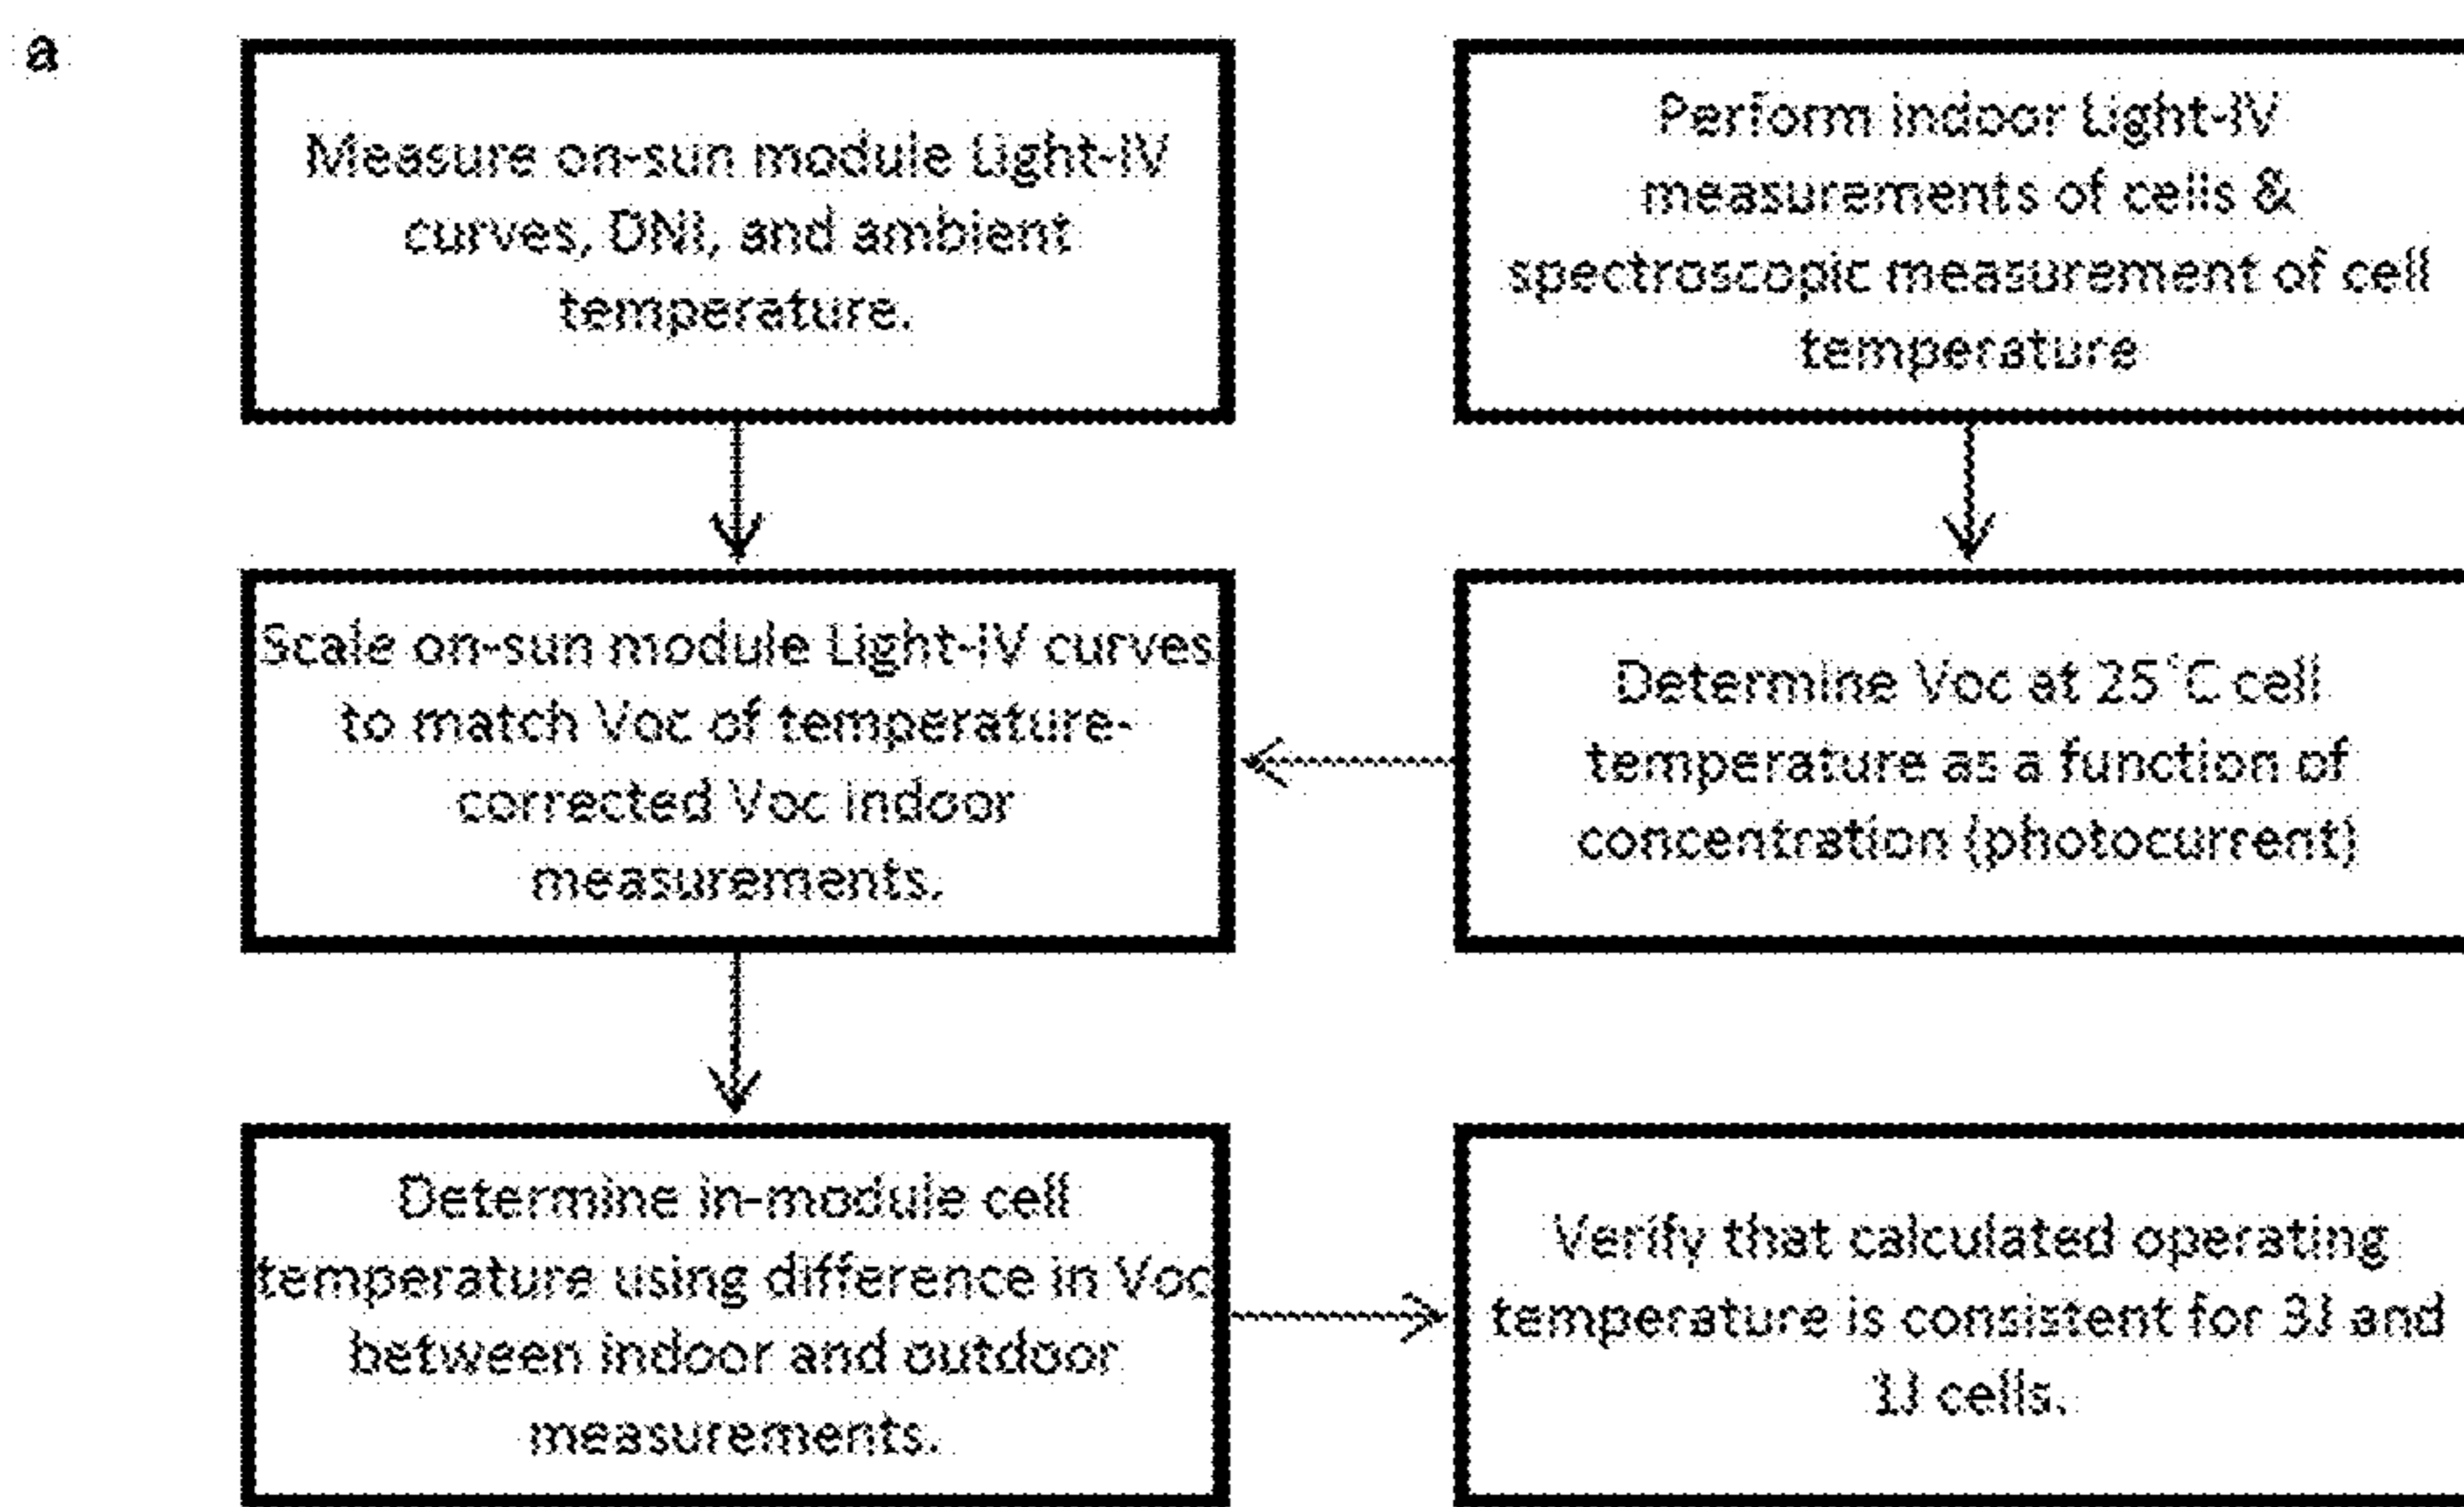 a
Measure on-sun module Light-IV
curves, DNI, and ambient
temperature.
Perform indoor Light-IV
measurements of cells &
spectroscopic measurement of cell
temperature
Scale on-sun module Light-IV curves
to match Voc of temperature-
corrected Voc indoor
measurements.
Determine Voc at 25°C cell
temperature as a function of
concentration (photocurrent)
Determine in-module cell
temperature using difference in Voc
between indoor and outdoor
measurements.
Verify that calculated operating
temperature is consistent for 3J and
1J cells.